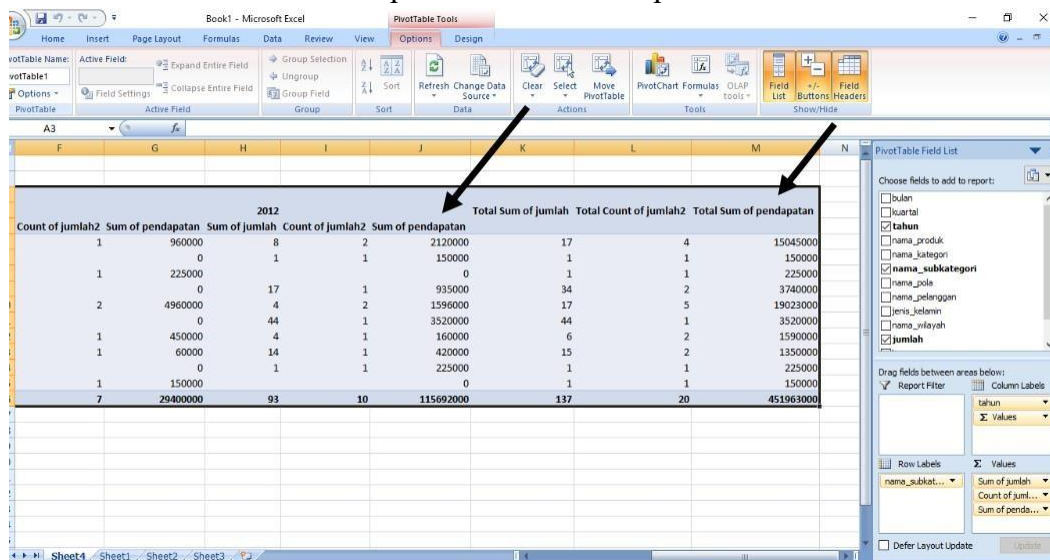 Book1 - Microsoft Excel PivotTable Tools
Home Insert Page Layout Formulas Data Review View Options Design
votTable Name: Active Field: Expand Entire Field Group Selection
votTable1 Collapse Entire Field Ungroup Sort Refresh Change Data Source Clear Select Move PivotTable PivotChart Formulas OLAP tools Field List +/- Buttons Field Headers
Options Field Settings Group Field
PivotTable Active Field Group Sort Data Actions Tools Show/Hide
A3 fx
F G H I J K L M N
PivotTable Field List
Choose fields to add to report:
bulan
kuartal
tahun
nama_produk
nama_kategori
nama_subkategori
nama_pola
nama_pelanggan
jenis_kelamin
nama_wilayah
jumlah
2012 Total Sum of jumlah Total Count of jumlah2 Total Sum of pendapatan
Count of jumlah2 Sum of pendapatan Sum of jumlah Count of jumlah2 Sum of pendapatan
1 960000 8 2 2120000 17 4 15045000
0 1 1 150000 1 1 150000
1 225000 0 1 1 225000
0 17 1 935000 34 2 3740000
2 4960000 4 2 1596000 17 5 19023000
0 44 1 3520000 44 1 3520000
1 450000 4 1 160000 6 2 1590000
1 60000 14 1 420000 15 2 1350000
0 1 1 225000 1 1 225000
1 150000 0 1 1 150000
7 29400000 93 10 115692000 137 20 451963000
Drag fields between areas below:
Report Filter Column Labels
tahun
Σ Values
Row Labels Σ Values
nama_subkat... Sum of jumlah
Count of juml...
Sum of penda...
Defer Layout Update Update
Sheet4 Sheet1 Sheet2 Sheet3